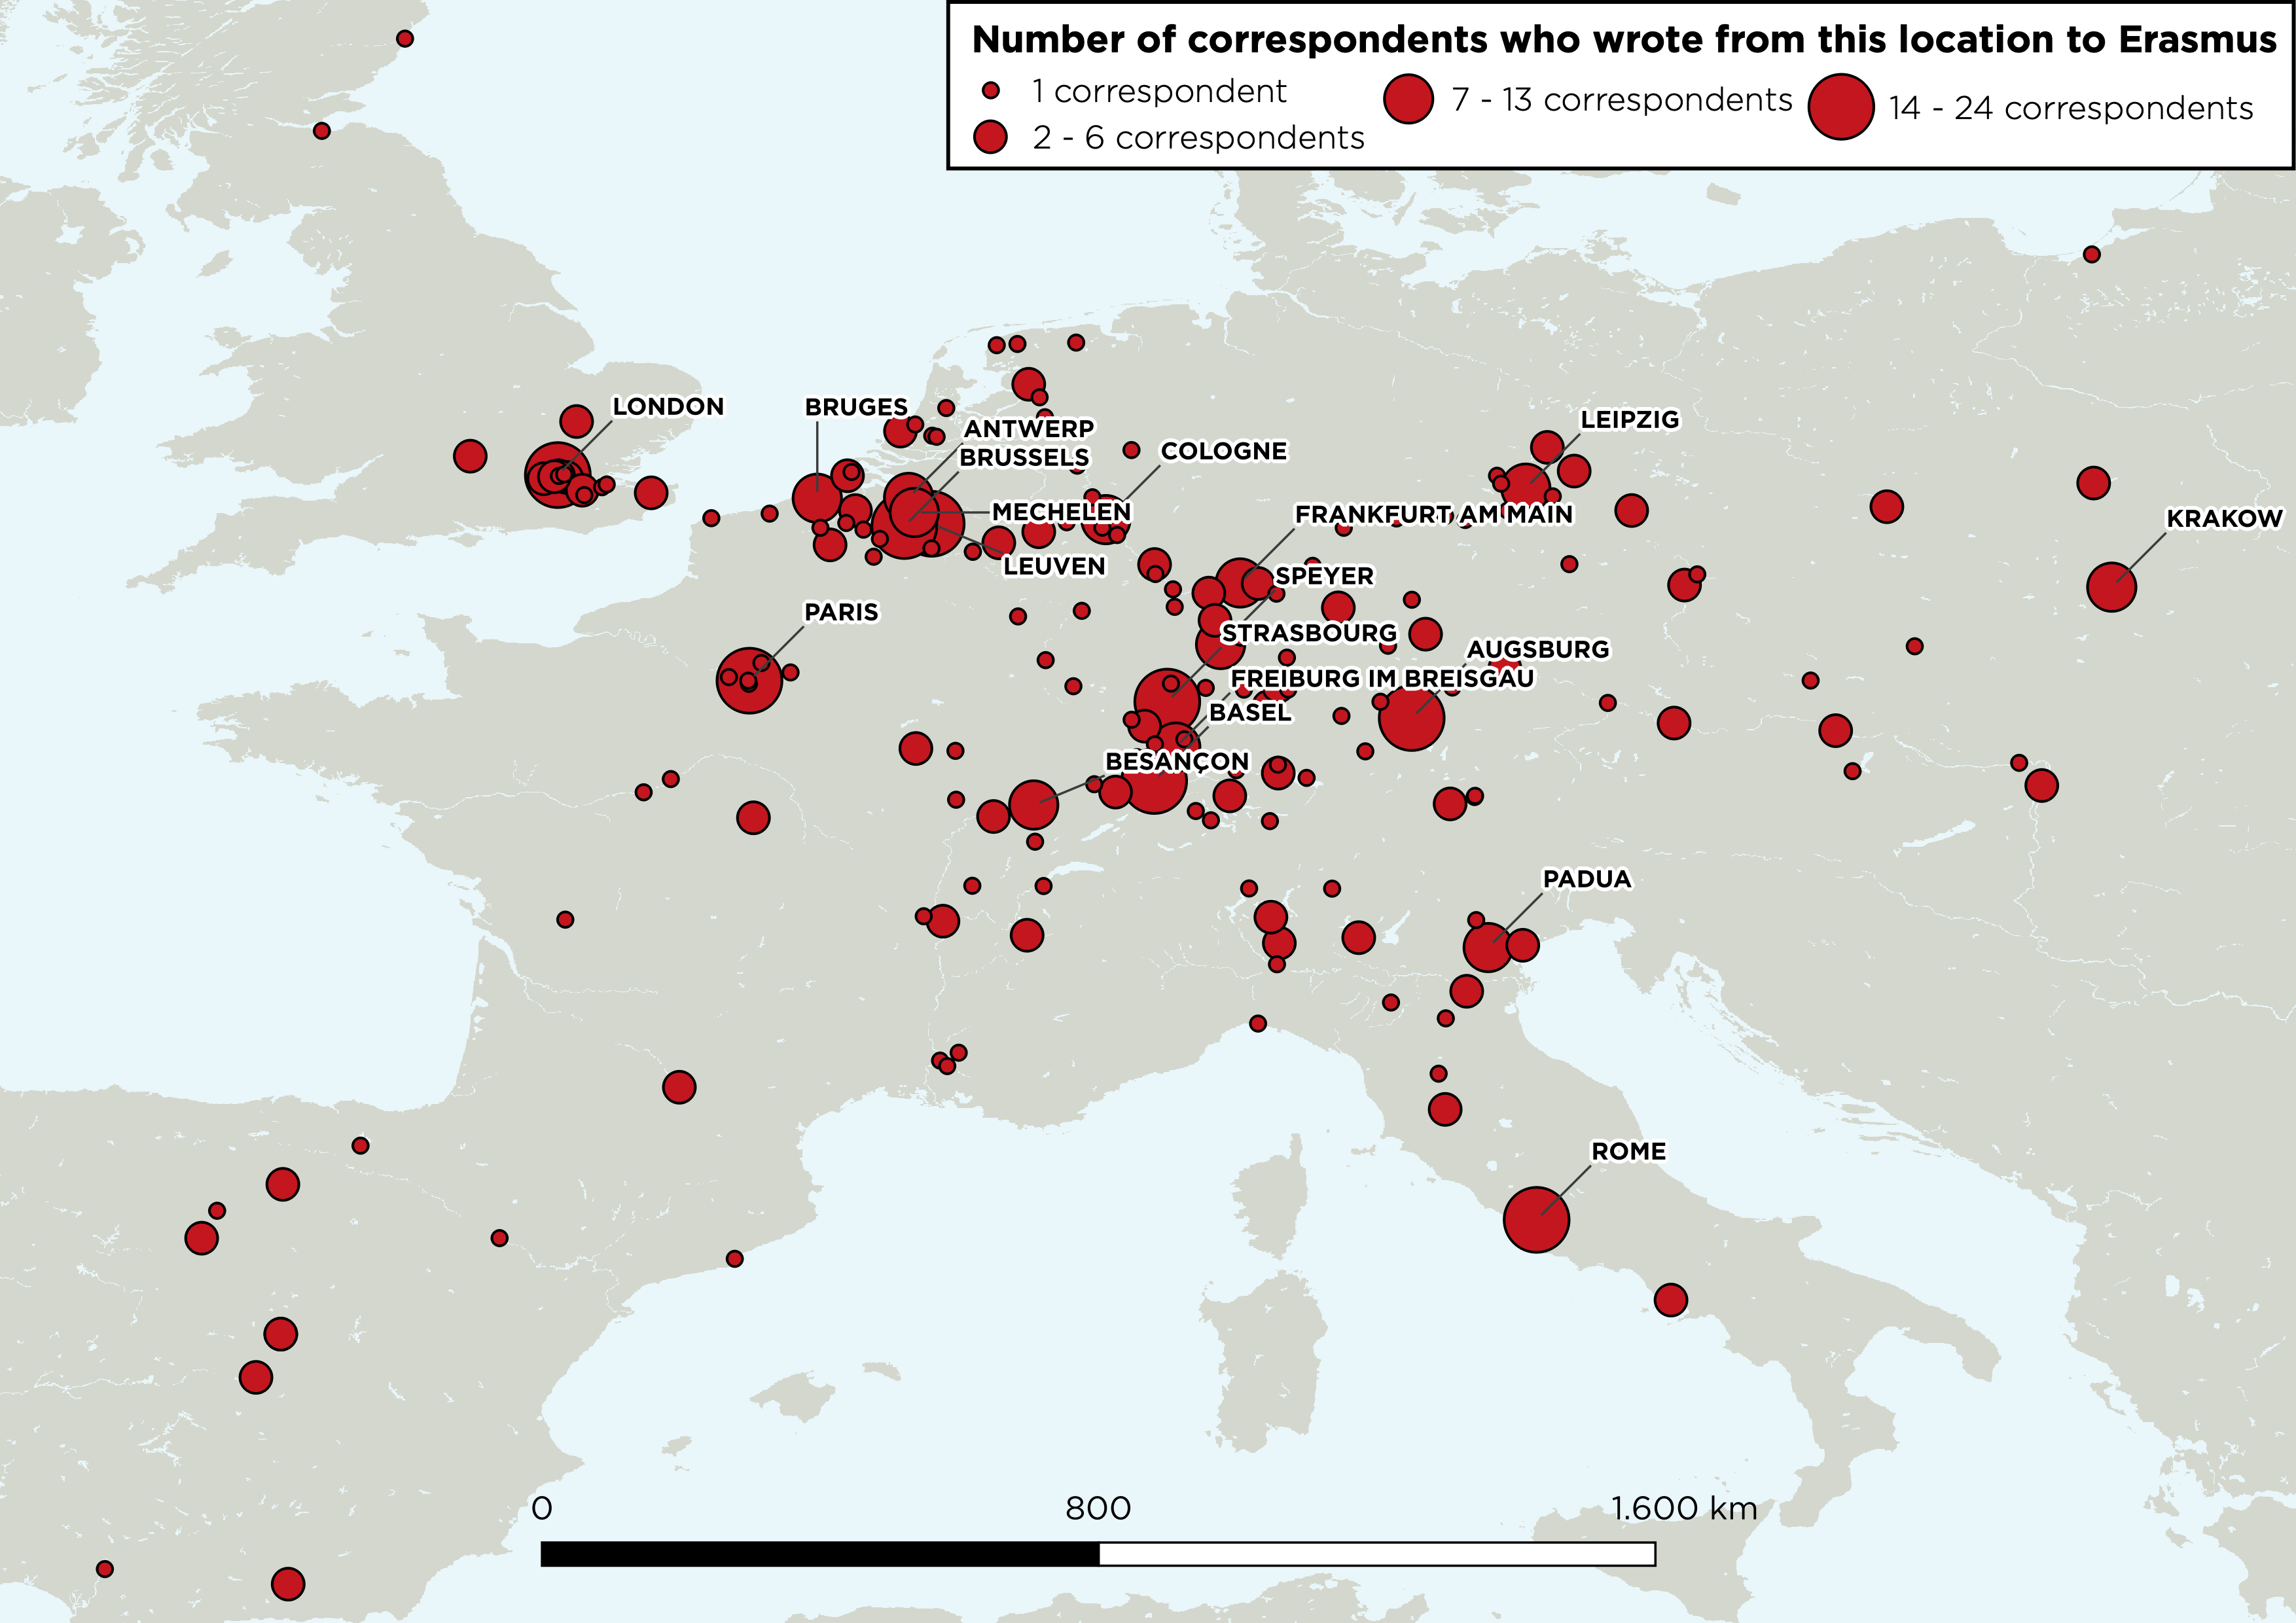 Number of correspondents who wrote from this location to Erasmus
1 correspondent
2 - 6 correspondents
7 - 13 correspondents
14 - 24 correspondents
LONDON
BRUGES
ANTWERP
BRUSSELS
COLOGNE
LEIPZIG
MECHELEN
FRANKFURT AM MAIN
KRAKOW
LEUVEN
SPEYER
PARIS
STRASBOURG
AUGSBURG
FREIBURG IM BREISGAU
BASEL
BESANÇON
PADUA
ROME
0
800
1.600 km